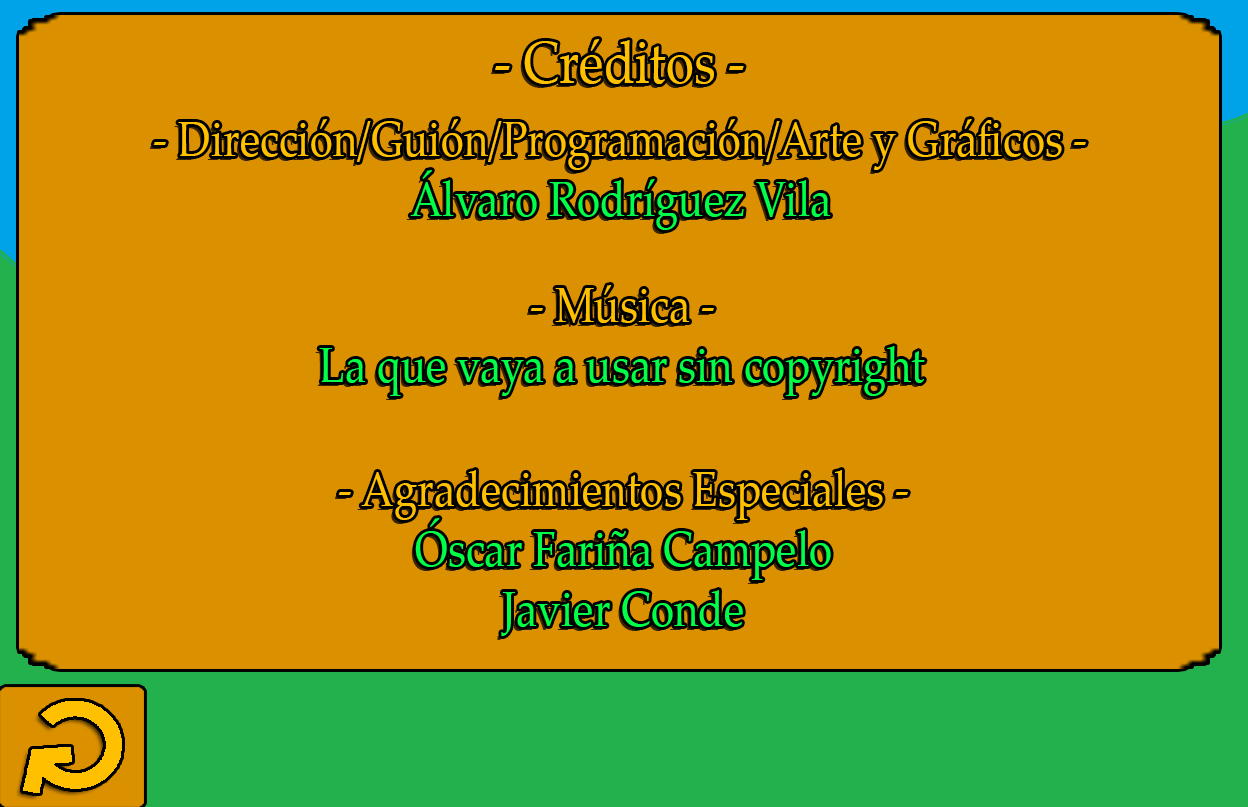 - Créditos -
- Dirección/Guión/Programación/Arte y Gráficos -
Álvaro Rodríguez Vila
- Música -
La que vaya a usar sin copyright
- Agradecimientos Especiales -
Óscar Fariña Campelo
Javier Conde